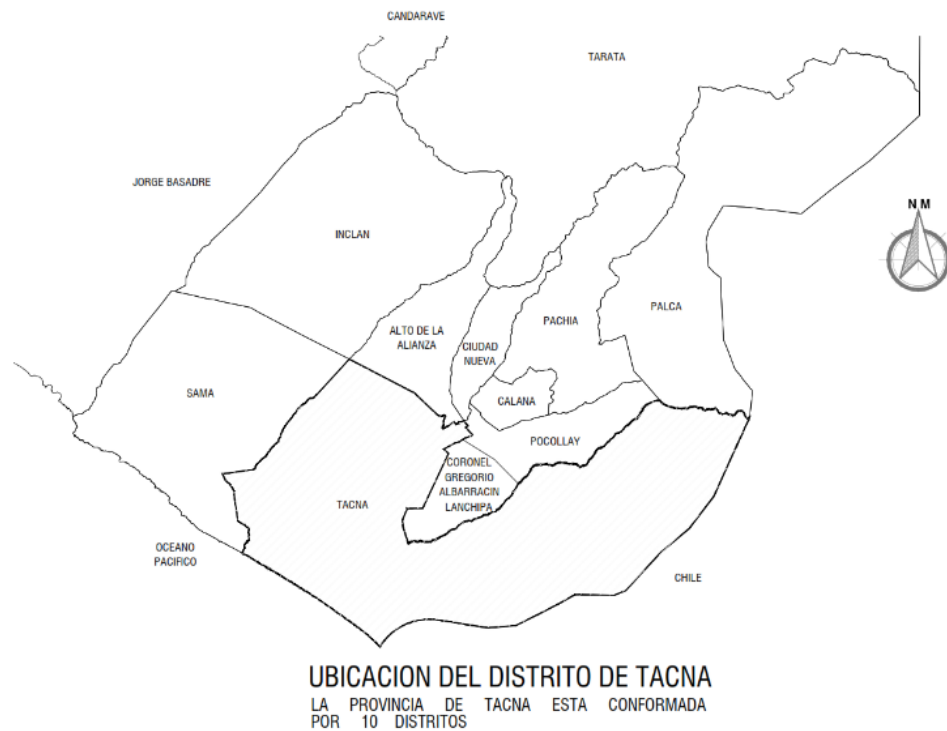 CANDARAVE
TARATA
JORGE BASADRE
N M
INCLAN
PALCA
PACHIA
ALTO DE LA
ALIANZA
CIUDAD
NUEVA
SAMA
CALANA
POCOLLAY
CORONEL
GREGORIO
ALBARRACIN
LANCHIPA
TACNA
OCEANO
PACIFICO
CHILE
UBICACION DEL DISTRITO DE TACNA
LA PROVINCIA DE TACNA ESTA CONFORMADA
POR 10 DISTRITOS